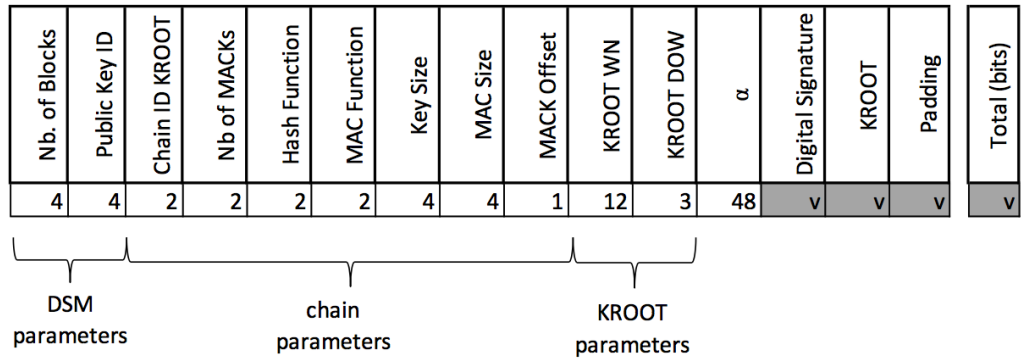 Nb. of Blocks
Public Key ID
Chain ID KROOT
Nb of MACKs
Hash Function
MAC Function
Key Size
MAC Size
MACK Offset
KROOT WN
KROOT DOW
α
Digital Signature
KROOT
Padding
Total (bits)
4 4 2 2 2 2 4 4 1 12 3 48 v v v v
DSM
parameters
chain
parameters
KROOT
parameters